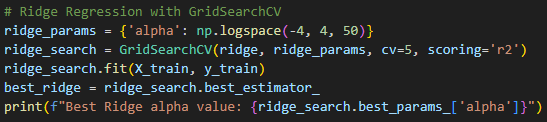 # Ridge Regression with GridSearchCV
ridge_params = {'alpha': np.logspace(-4, 4, 50)}
ridge_search = GridSearchCV(ridge, ridge_params, cv=5, scoring='r2')
ridge_search.fit(X_train, y_train)
best_ridge = ridge_search.best_estimator_
print(f"Best Ridge alpha value: {ridge_search.best_params_['alpha']}")